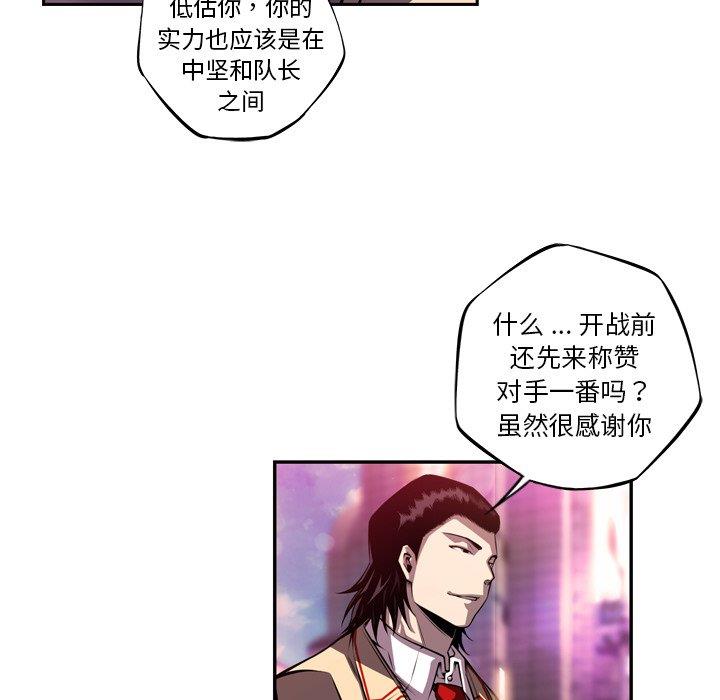 低估你，你的
实力也应该是在
中坚和队长
之间
什么 ... 开战前
还先来称赞
对手一番吗？
虽然很感谢你